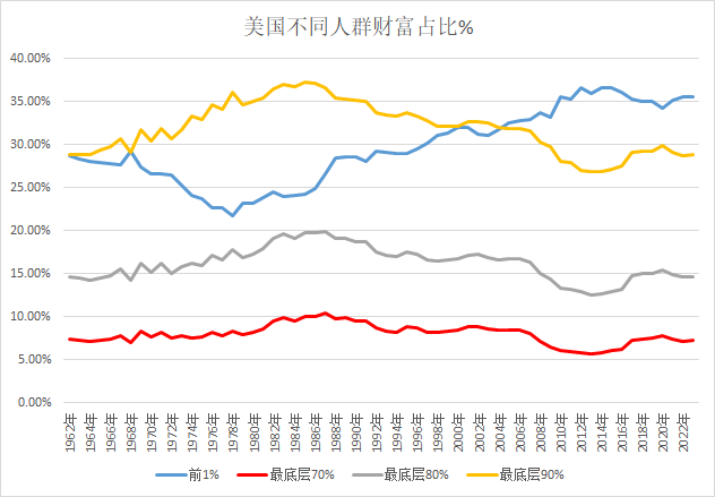 美国不同人群财富占比%
40.00%
35.00%
30.00%
25.00%
20.00%
15.00%
10.00%
5.00%
0.00%
1962年
1964年
1966年
1968年
1970年
1972年
1974年
1976年
1978年
1980年
1982年
1984年
1986年
1988年
1990年
1992年
1994年
1996年
1998年
2000年
2002年
2004年
2006年
2008年
2010年
2012年
2014年
2016年
2018年
2020年
2022年
前1% 最底层70% 最底层80% 最底层90%